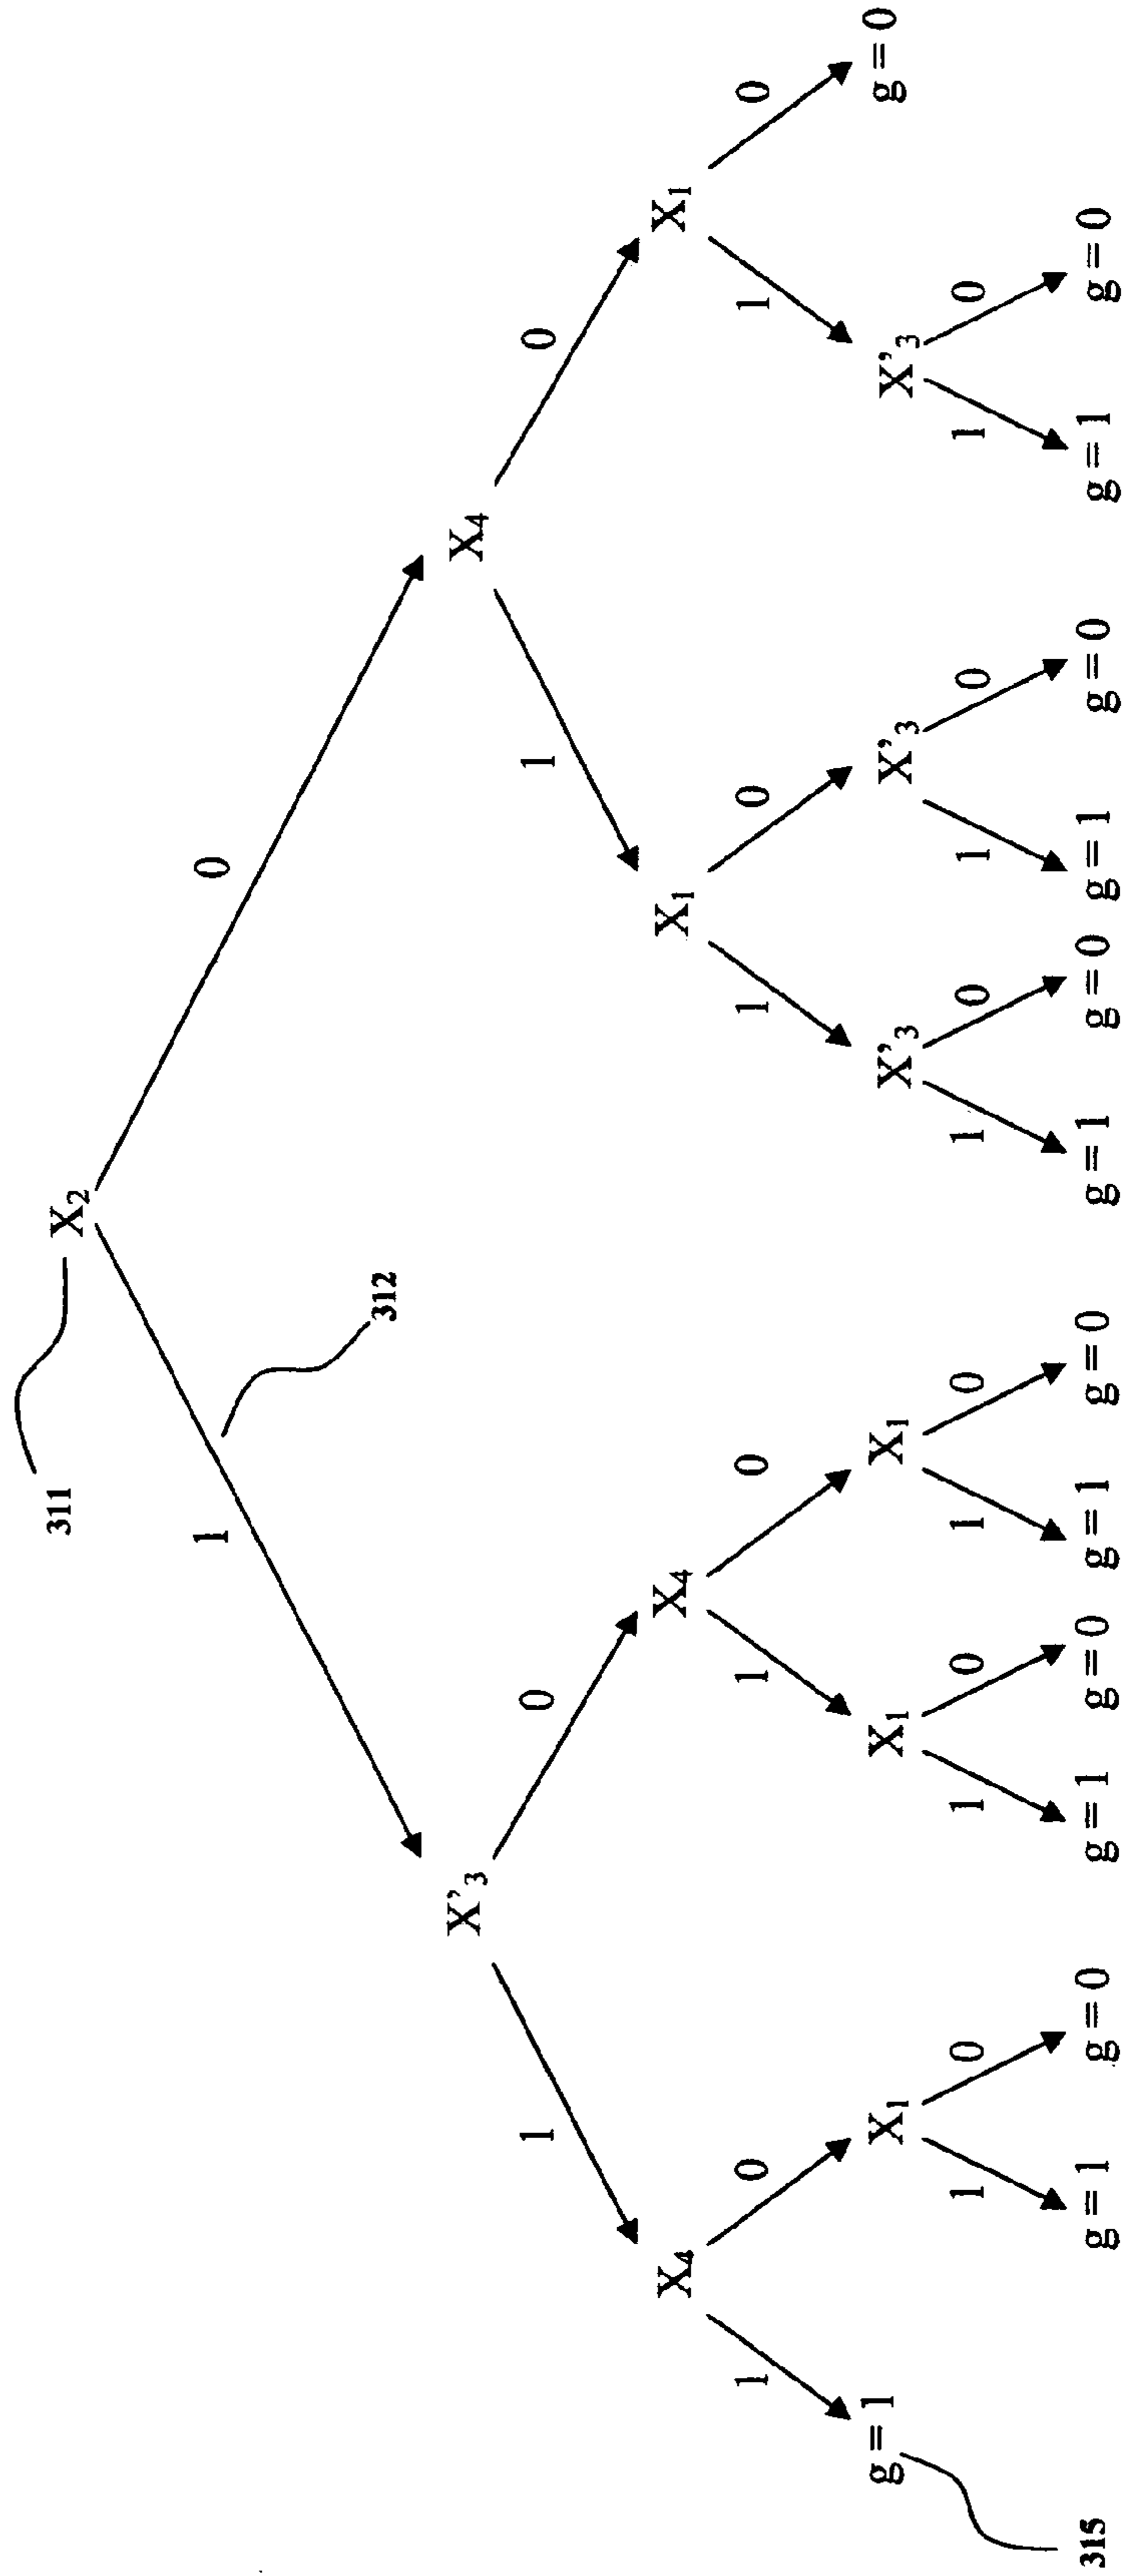 X₂
311
1
0
312
X'₃
X₄
1
0
1
0
X₄
X₄
X₁
X₁
1
0
1
0
1
0
1
0
g = 1
X₁
X₁
X₁
X'₃
X'₃
X'₃
g = 0
315
1
0
1
0
1
0
1
0
1
0
1
0
g = 1
g = 0
g = 1
g = 0
g = 1
g = 0
g = 1
g = 0
g = 1
g = 0
g = 1
g = 0